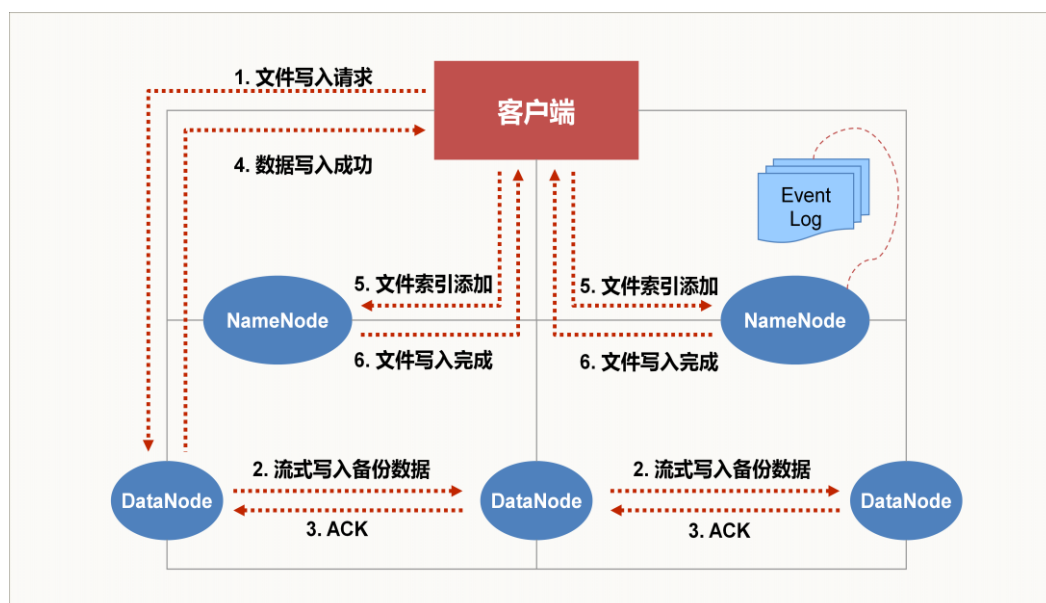 1. 文件写入请求
客户端
4. 数据写入成功
Event
Log
5. 文件索引添加
5. 文件索引添加
NameNode
NameNode
6. 文件写入完成
6. 文件写入完成
2. 流式写入备份数据
2. 流式写入备份数据
DataNode
DataNode
DataNode
3. ACK
3. ACK